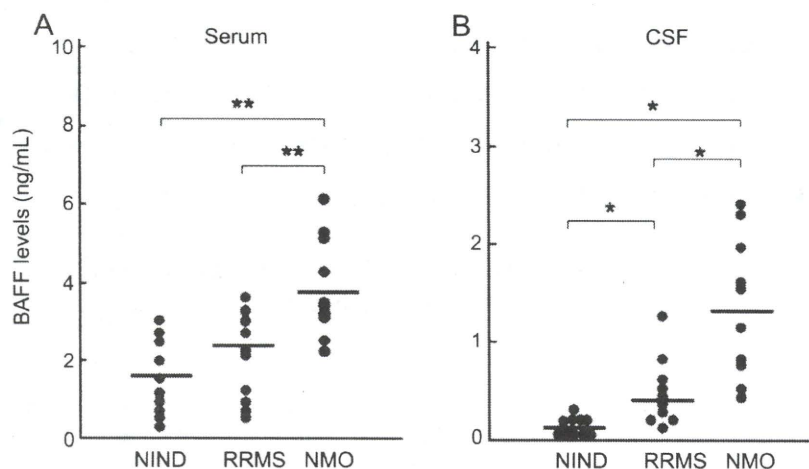 A
Serum
BAFF levels (ng/mL)
10
8
6
4
2
0
**
**
NIND RRMS NMO
B
CSF
4
3
2
1
0
*
*
*
NIND RRMS NMO